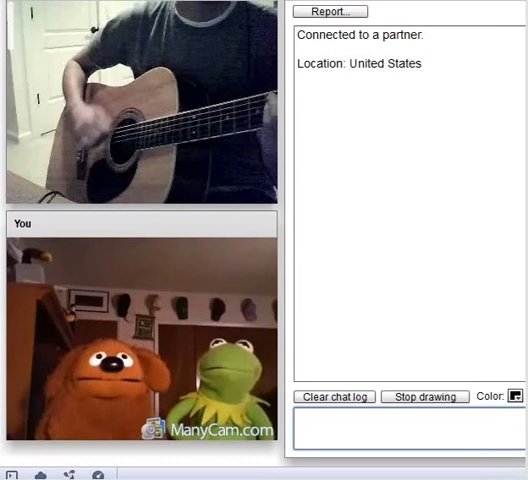 Report...
Connected to a partner.
Location: United States
You
ManyCam.com
Clear chat log
Stop drawing
Color: